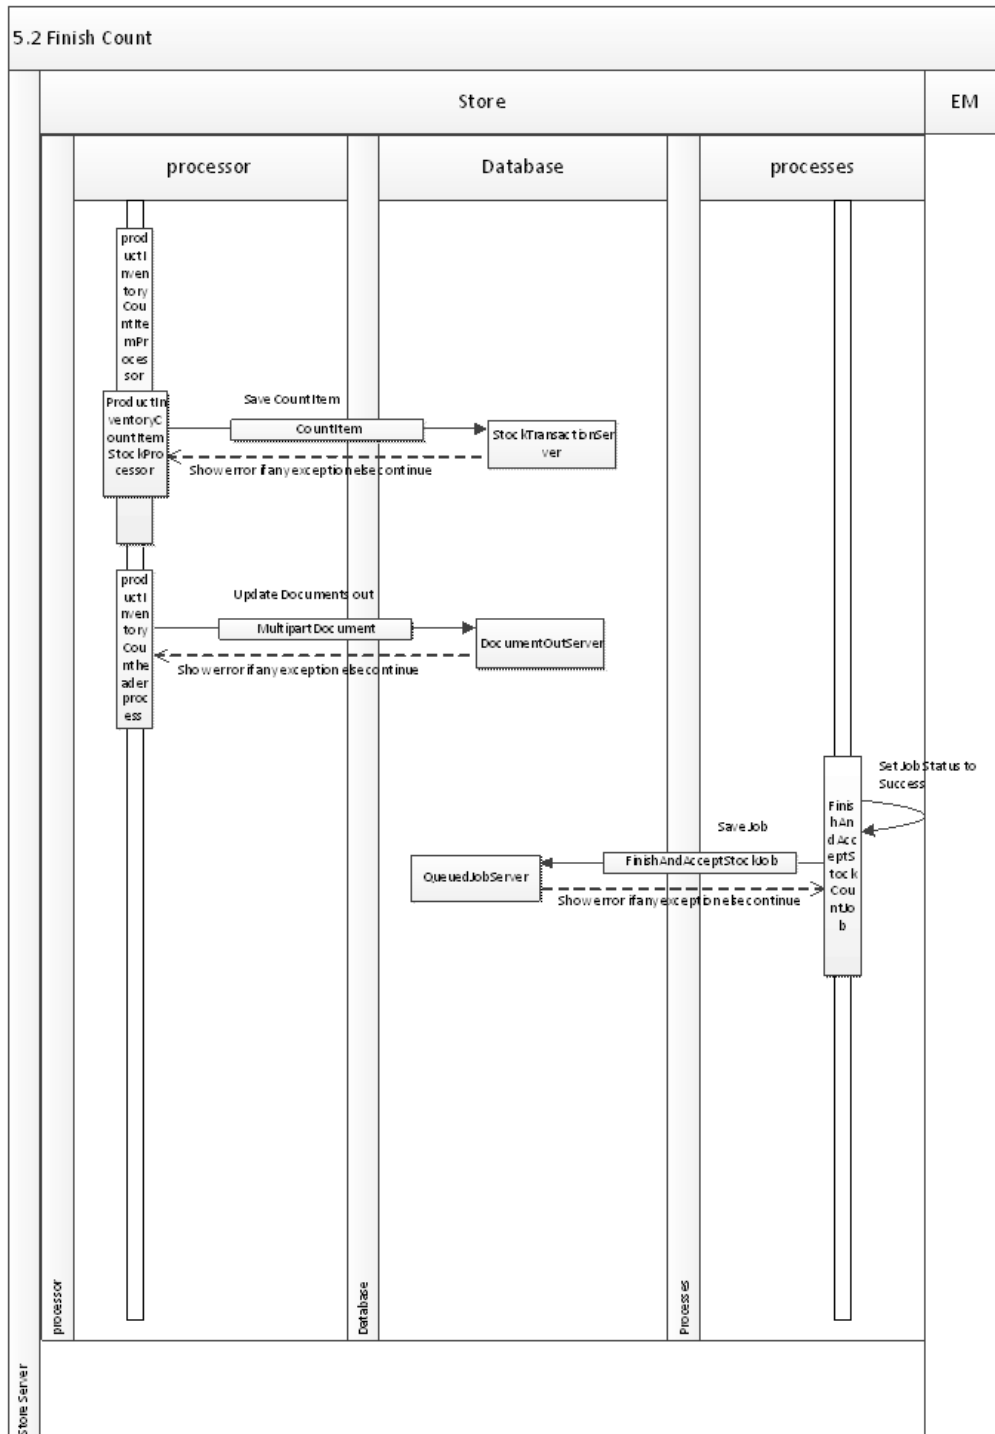 5.2 Finish Count
Store
EM
processor
Database
processes
prod
uctI
nven
tory
Cou
ntIte
mPr
oces
sor
ProductIn
ventoryC
ountItem
StockPro
cessor
Save CountItem
CountItem
StockTransactionSer
ver
Show error if any exception else continue
prod
uctI
nven
tory
Cou
nthe
ader
proc
ess
Update Documents out
MultipartDocument
DocumentOutServer
Show error if any exception else continue
Set Job Status to
Success
Finis
hAn
dAcc
eptS
tock
Cou
ntJo
b
Save Job
FinishAndAcceptStockJob
QueuedJobServer
Show error if any exception else continue
processor
Database
Processes
Store Server